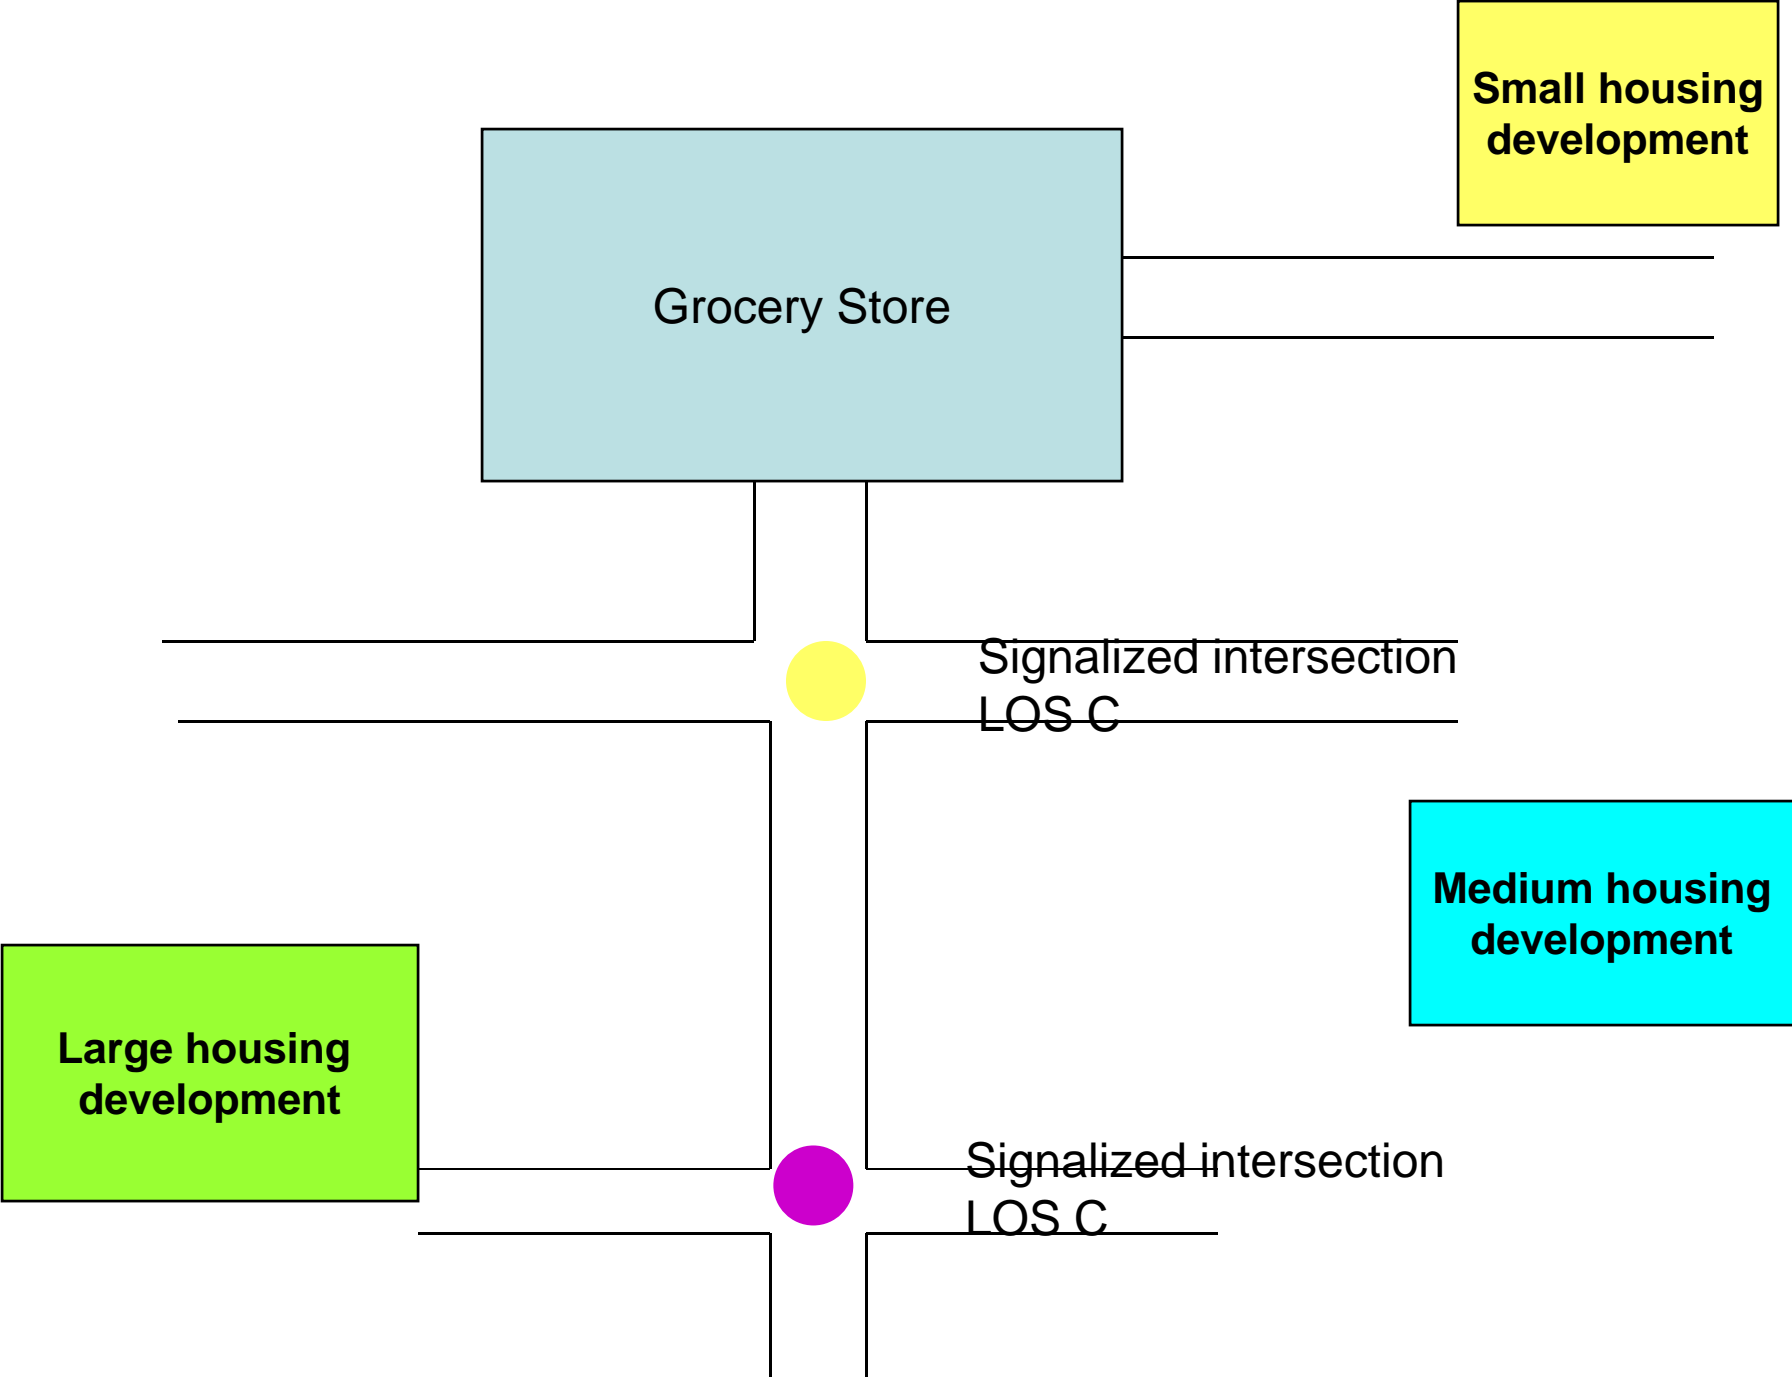 Small housing
development
Grocery Store
Signalized intersection
LOS C
Medium housing
development
Large housing
development
Signalized intersection
LOS C